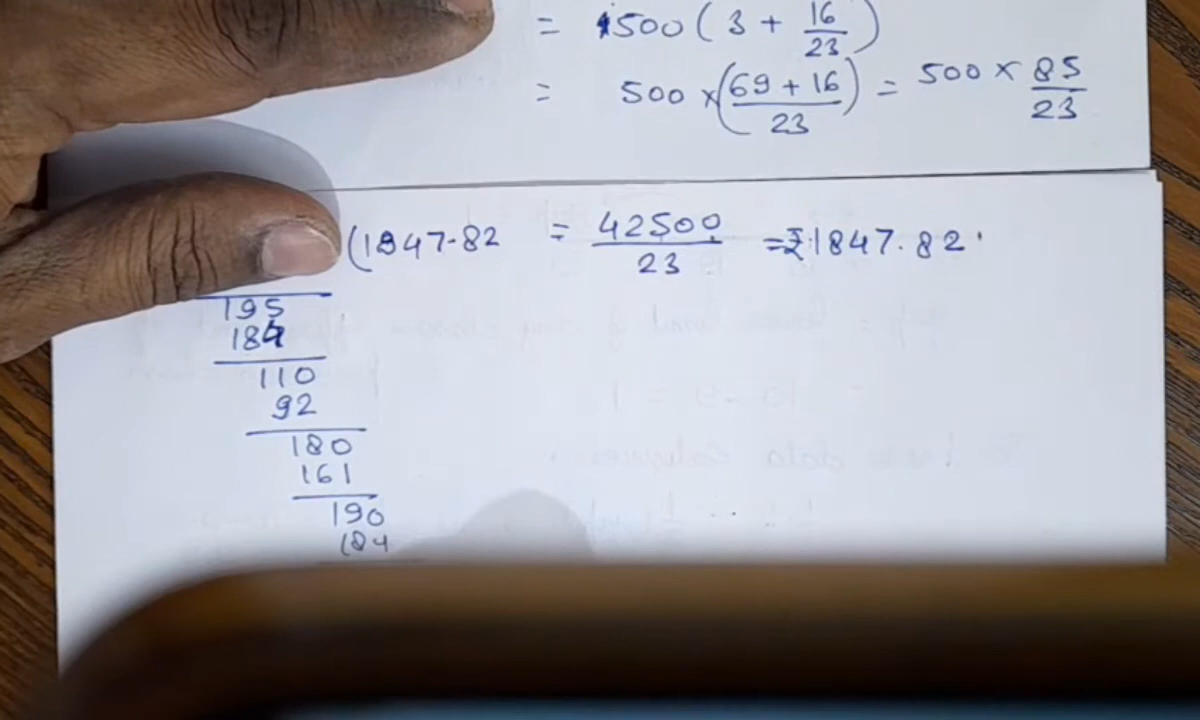 = 1500 ( 3 + 16/23 )
= 500 × ( 69 + 16 / 23 ) = 500 × 85/23
(1847.82 = 42500/23 = ₹1847.82
195
184
110
92
180
161
190
184